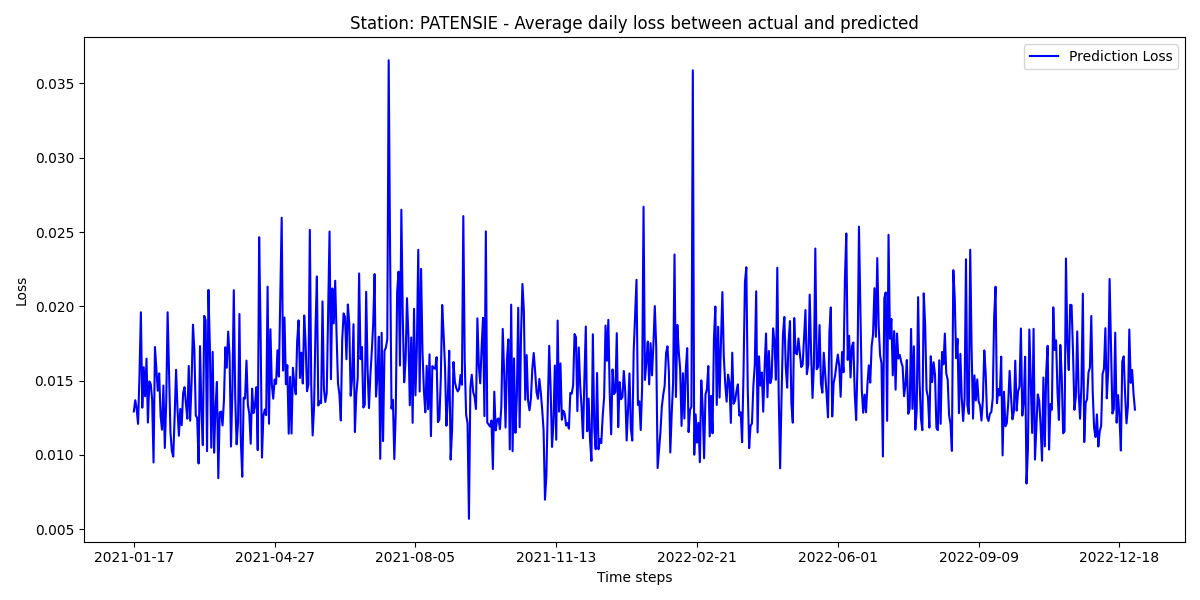 Station: PATENSIE - Average daily loss between actual and predicted
Prediction Loss
Loss
0.035
0.030
0.025
0.020
0.015
0.010
0.005
2021-01-17 2021-04-27 2021-08-05 2021-11-13 2022-02-21 2022-06-01 2022-09-09 2022-12-18
Time steps